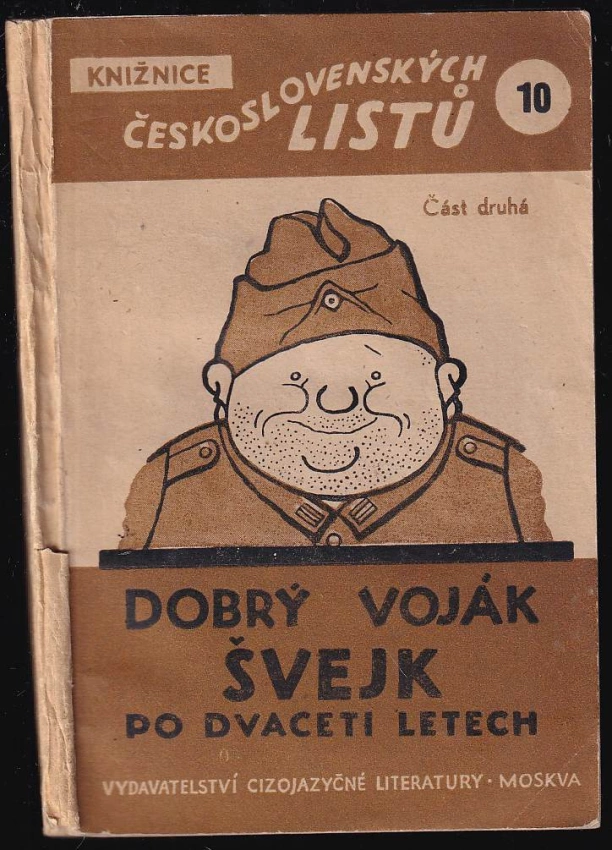 KNIŽNICE
ČESKOSLOVENSKÝCH
LISTŮ
10
Část druhá
DOBRÝ VOJÁK
ŠVEJK
PO DVACETI LETECH
VYDAVATELSTVÍ CIZOJAZYČNÉ LITERATURY · MOSKVA